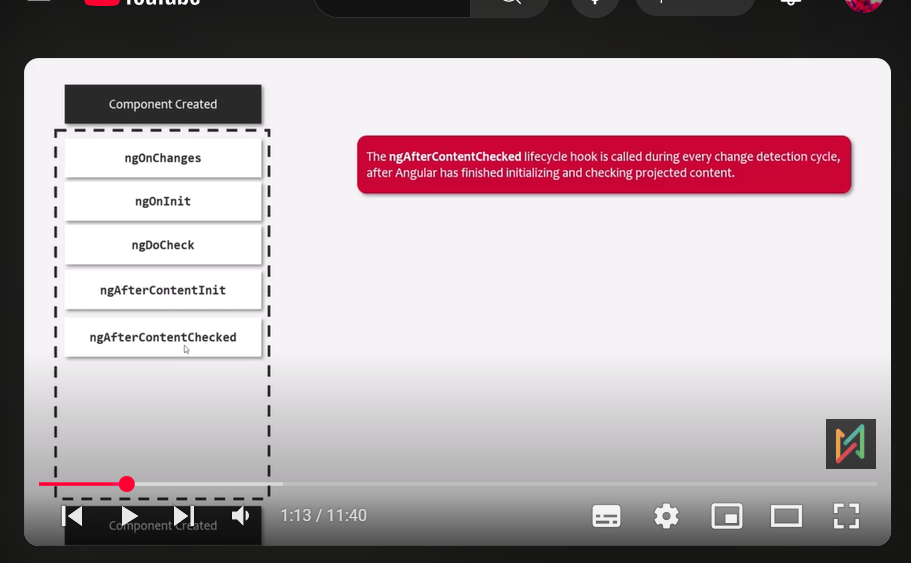 YouTube
Component Created
ngOnChanges
ngOnInit
ngDoCheck
ngAfterContentInit
ngAfterContentChecked
The ngAfterContentChecked lifecycle hook is called during every change detection cycle,
after Angular has finished initializing and checking projected content.
Component Created
1:13 / 11:40